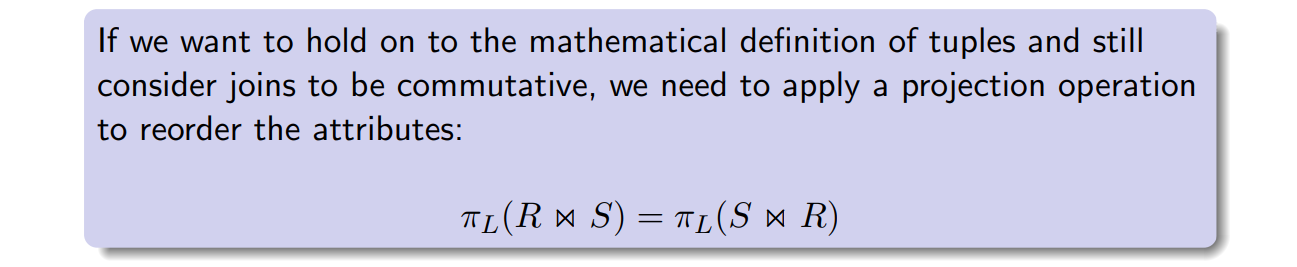 If we want to hold on to the mathematical definition of tuples and still
consider joins to be commutative, we need to apply a projection operation
to reorder the attributes:
π_L(R ⋈ S) = π_L(S ⋈ R)